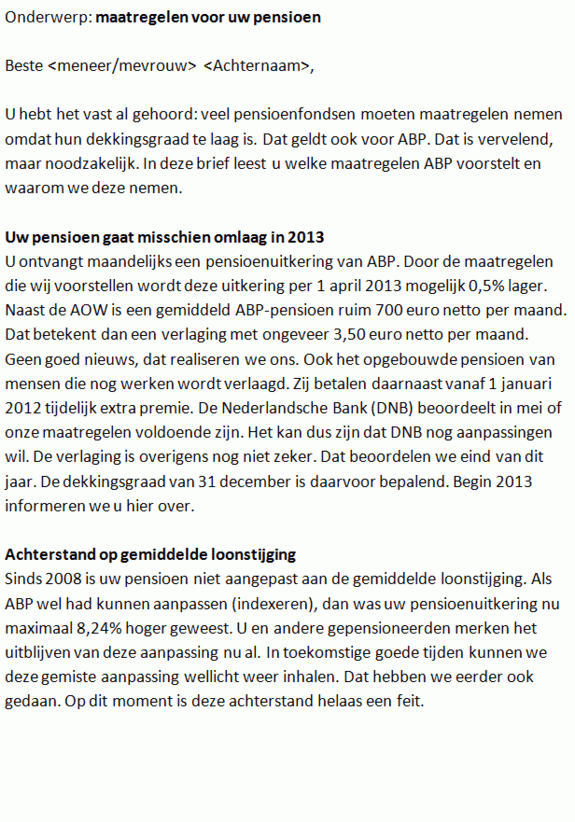 Onderwerp: maatregelen voor uw pensioen
Beste <meneer/mevrouw> <Achternaam>,
U hebt het vast al gehoord: veel pensioenfondsen moeten maatregelen nemen
omdat hun dekkingsgraad te laag is. Dat geldt ook voor ABP. Dat is vervelend,
maar noodzakelijk. In deze brief leest u welke maatregelen ABP voorstelt en
waarom we deze nemen.
Uw pensioen gaat misschien omlaag in 2013
U ontvangt maandelijks een pensioenuitkering van ABP. Door de maatregelen
die wij voorstellen wordt deze uitkering per 1 april 2013 mogelijk 0,5% lager.
Naast de AOW is een gemiddeld ABP-pensioen ruim 700 euro netto per maand.
Dat betekent dan een verlaging met ongeveer 3,50 euro netto per maand.
Geen goed nieuws, dat realiseren we ons. Ook het opgebouwde pensioen van
mensen die nog werken wordt verlaagd. Zij betalen daarnaast vanaf 1 januari
2012 tijdelijk extra premie. De Nederlandsche Bank (DNB) beoordeelt in mei of
onze maatregelen voldoende zijn. Het kan dus zijn dat DNB nog aanpassingen
wil. De verlaging is overigens nog niet zeker. Dat beoordelen we eind van dit
jaar. De dekkingsgraad van 31 december is daarvoor bepalend. Begin 2013
informeren we u hier over.
Achterstand op gemiddelde loonstijging
Sinds 2008 is uw pensioen niet aangepast aan de gemiddelde loonstijging. Als
ABP wel had kunnen aanpassen (indexeren), dan was uw pensioenuitkering nu
maximaal 8,24% hoger geweest. U en andere gepensioneerden merken het
uitblijven van deze aanpassing nu al. In toekomstige goede tijden kunnen we
deze gemiste aanpassing wellicht weer inhalen. Dat hebben we eerder ook
gedaan. Op dit moment is deze achterstand helaas een feit.